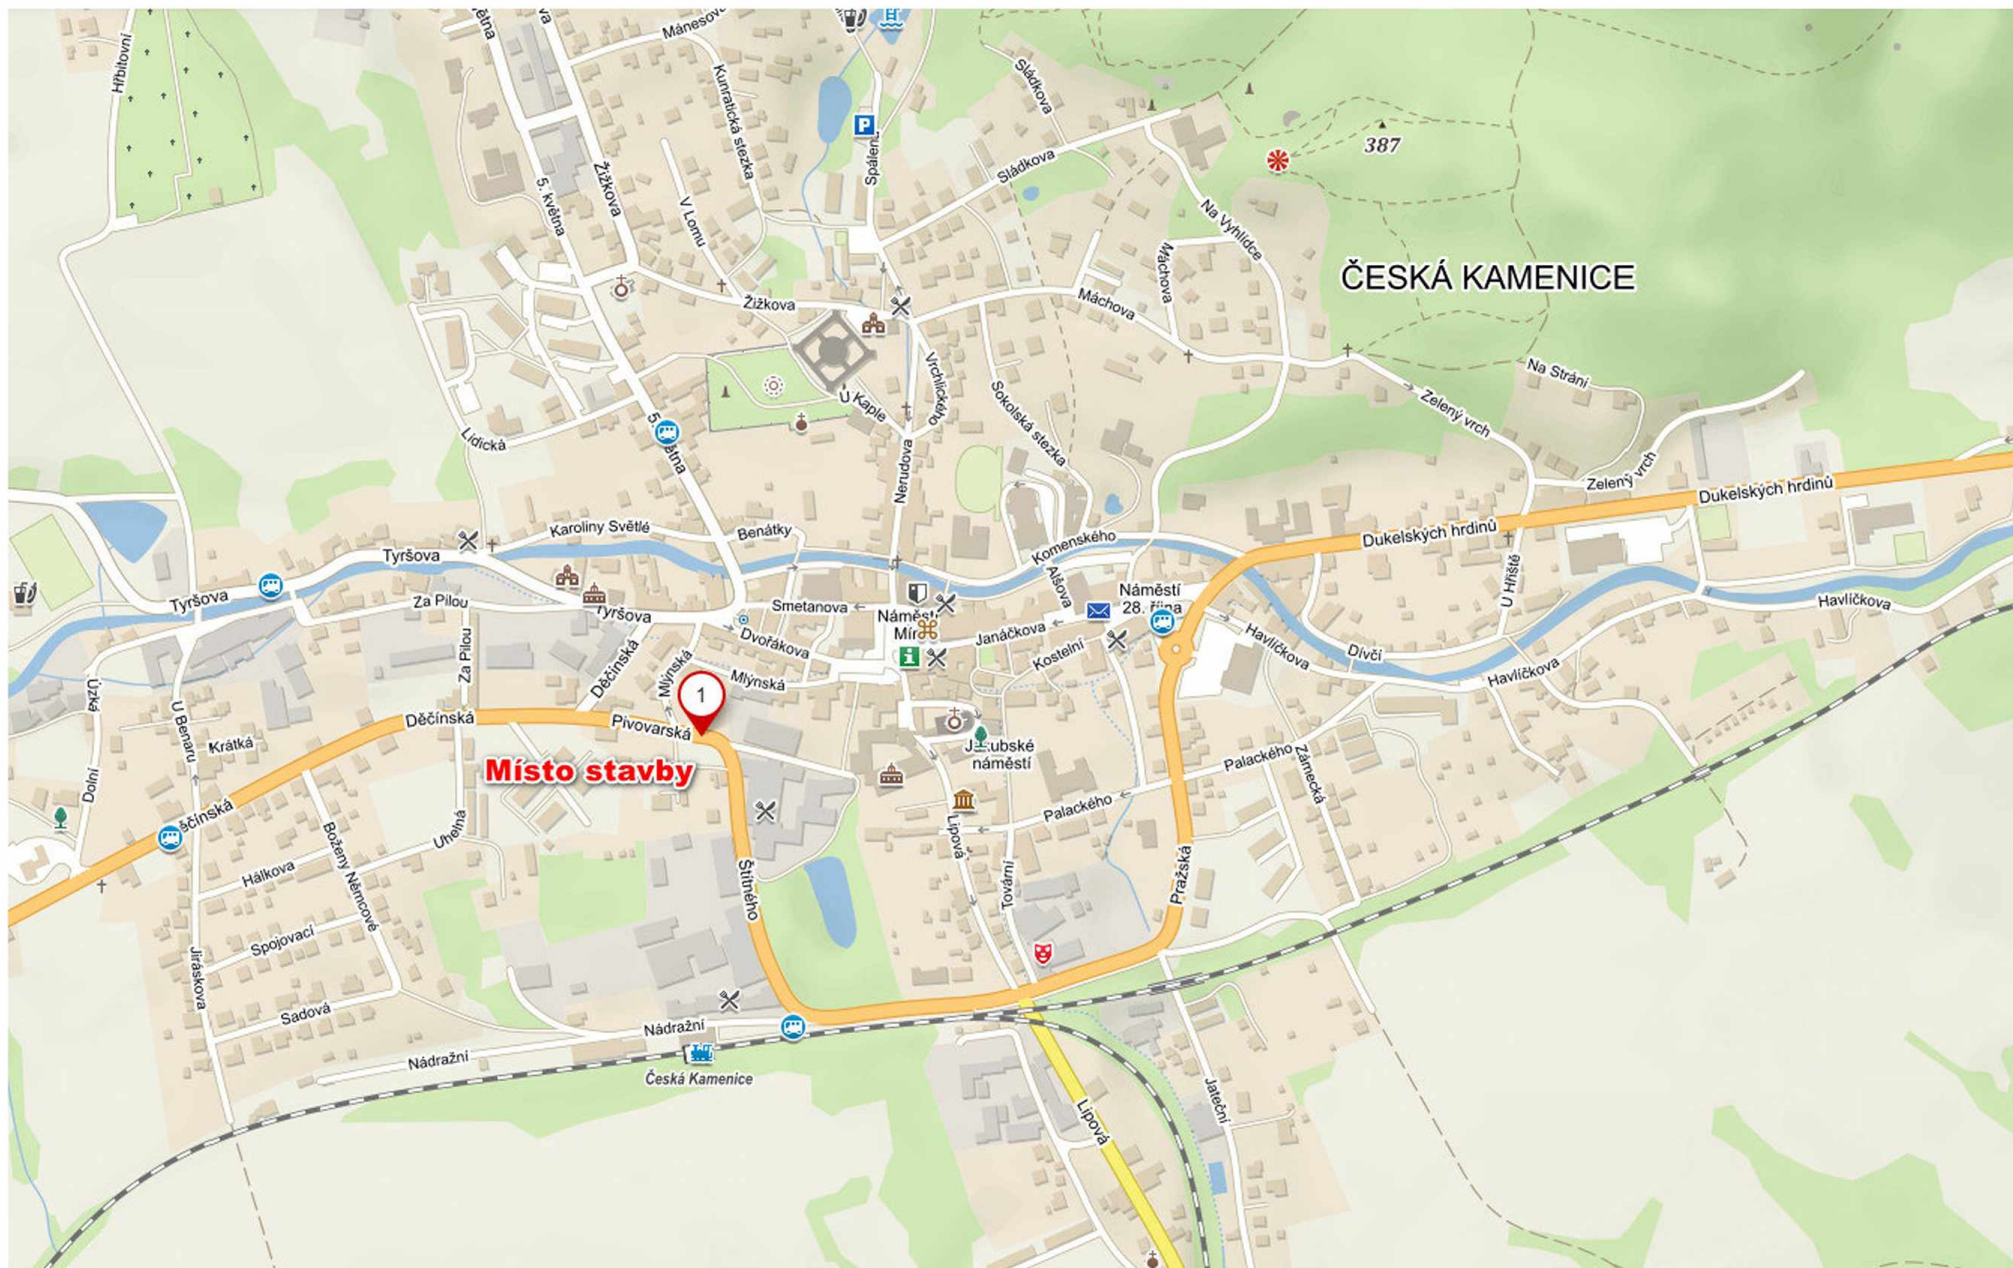 Hřbitovní
Mánesova
Kunratická stezka
Sládkova
P
Spálená
387
Sládkova
Žižkova
5. května
V Lomu
Na Vyhlídce
Máchova
ČESKÁ KAMENICE
Žižkova
Máchova
Vrchlického
U Kaple
Sokolská stezka
Na Strání
Zelený vrch
Lidická
Nerudova
Zelený vrch
Dukelských hrdinů
Karoliny Světlé
Benátky
Dukelských hrdinů
Komenského
Tyršova
Alšova
U Hřiště
Tyršova
Za Pilou
Tyršova
Smetanova
Náměstí
28. října
Havlíčkova
Náměstí
Janáčkova
Dvořákova
Kostelní
Havlíčkova
Dívčí
Za Pilou
Děčínská
Mlýnská
Mlýnská
Havlíčkova
Úzká
U Benaru
1
Děčínská
Pivovarská
Krátká
Jakubské
náměstí
Palackého
Zámecká
Místo stavby
Dolní
Děčínská
Palackého
Uhelná
Boženy Němcové
Lipová
Hálkova
Štítného
Tovární
Pražská
Spojovací
Jiráskova
Sadová
Nádražní
Nádražní
Česká Kamenice
Lipová
Jateční